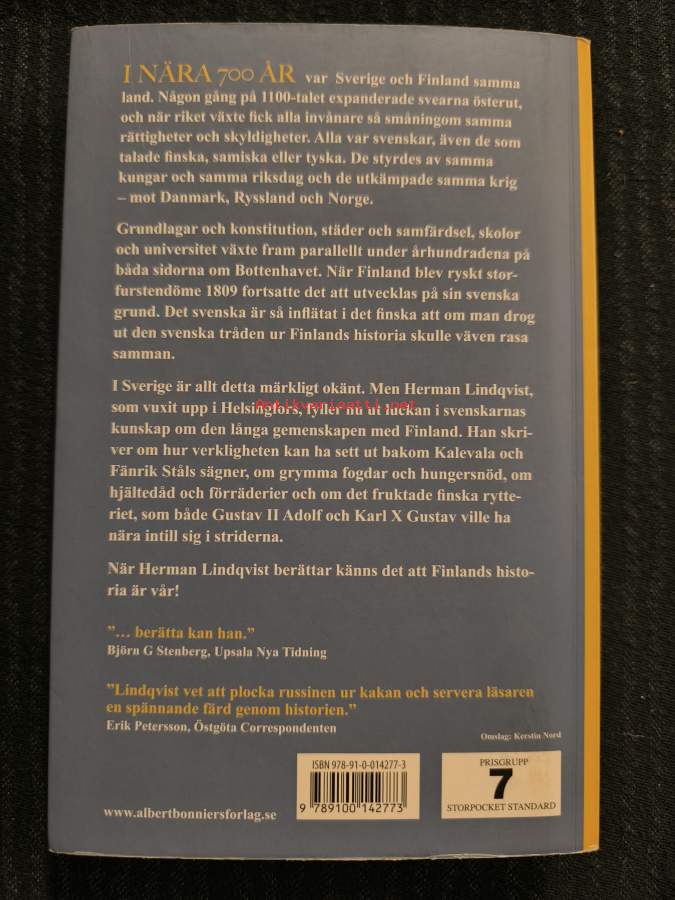 I NÄRA 700 ÅR var Sverige och Finland samma
land. Någon gång på 1100-talet expanderade svearna österut,
och när riket växte fick alla invånare så småningom samma
rättigheter och skyldigheter. Alla var svenskar, även de som
talade finska, samiska eller tyska. De styrdes av samma
kungar och samma riksdag och de utkämpade samma krig
– mot Danmark, Ryssland och Norge.
Grundlagar och konstitution, städer och samfärdsel, skolor
och universitet växte fram parallellt under århundradena på
båda sidorna om Bottenhavet. När Finland blev ryskt stor-
furstendöme 1809 fortsatte det att utvecklas på sin svenska
grund. Det svenska är så inflätat i det finska att om man drog
ut den svenska tråden ur Finlands historia skulle väven rasa
samman.
I Sverige är allt detta märkligt okänt. Men Herman Lindqvist,
som vuxit upp i Helsingfors, fyller nu ut luckan i svenskarnas
Antikvariaatti.net
kunskap om den långa gemenskapen med Finland. Han skri-
ver om hur verkligheten kan ha sett ut bakom Kalevala och
Fänrik Ståls sägner, om grymma fogdar och hungersnöd, om
hjältedåd och förräderier och om det fruktade finska rytte-
riet, som både Gustav II Adolf och Karl X Gustav ville ha
nära intill sig i striderna.
När Herman Lindqvist berättar känns det att Finlands histo-
ria är vår!
”… berätta kan han.”
Björn G Stenberg, Upsala Nya Tidning
”Lindqvist vet att plocka russinen ur kakan och servera läsaren
en spännande färd genom historien.”
Erik Petersson, Östgöta Correspondenten
Omslag: Kerstin Nord
ISBN 978-91-0-014277-3
9 789100 142773
PRISGRUPP
7
STORPOCKET STANDARD
www.albertbonniersforlag.se